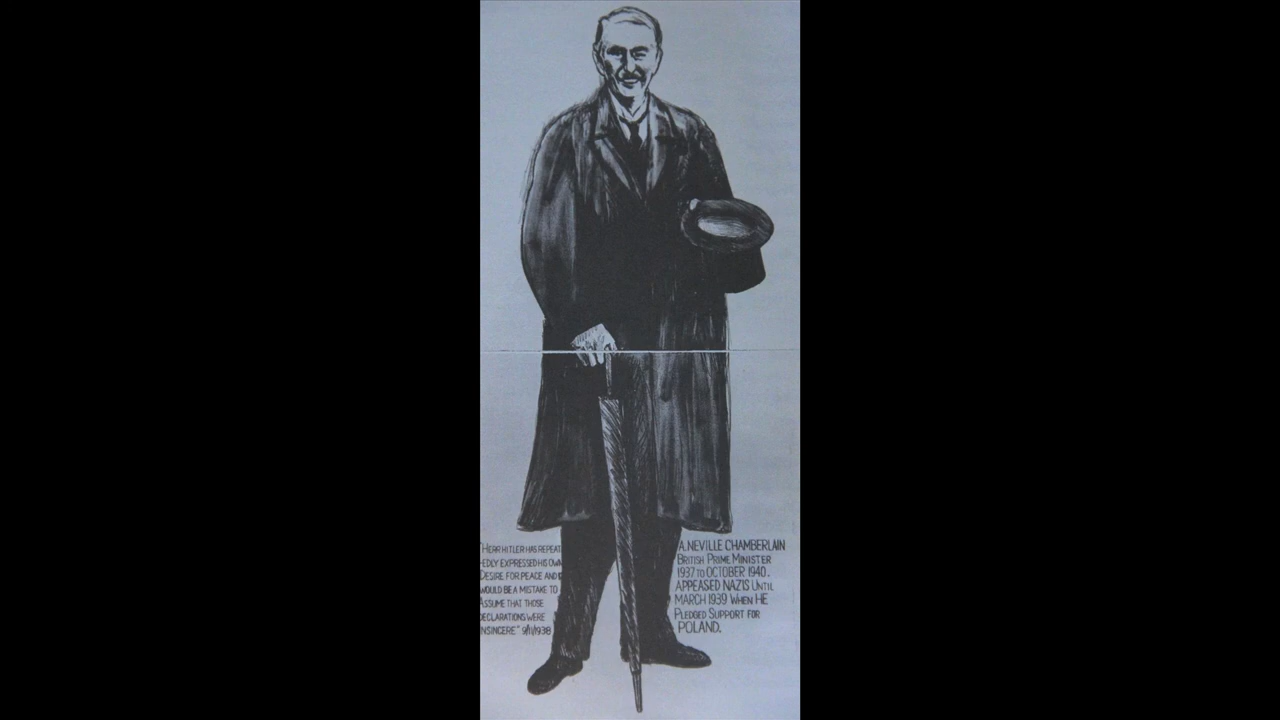 "HERR HITLER HAS REPEAT
-EDLY EXPRESSED HIS OWN
DESIRE FOR PEACE AND I
WOULD BE A MISTAKE TO
ASSUME THAT THOSE
DECLARATIONS WERE
INSINCERE" 9/11/1938
A. NEVILLE CHAMBERLAIN
BRITISH PRIME MINISTER
1937 TO OCTOBER 1940.
APPEASED NAZIS UNTIL
MARCH 1939 WHEN HE
PLEDGED SUPPORT FOR
POLAND.